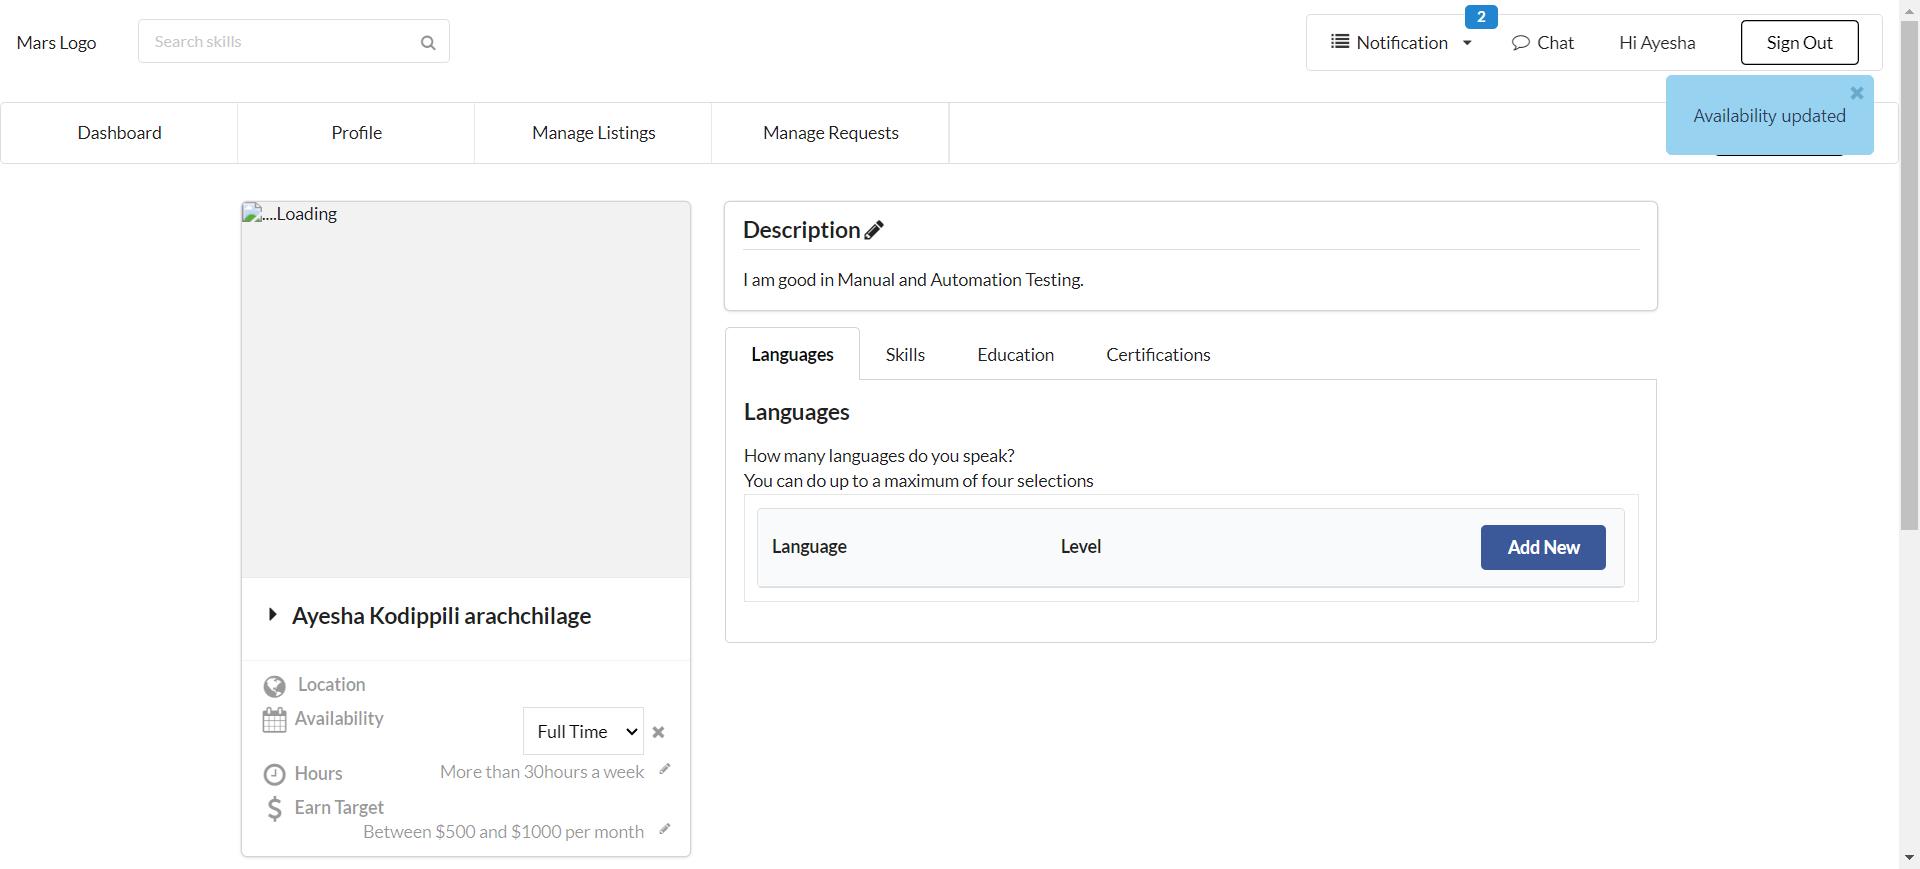 Mars Logo
Search skills
2
Notification
Chat
Hi Ayesha
Sign Out
Availability updated
Dashboard
Profile
Manage Listings
Manage Requests
....Loading
Ayesha Kodippili arachchilage
Location
Availability
Full Time
Hours
More than 30hours a week
Earn Target
Between $500 and $1000 per month
Description
I am good in Manual and Automation Testing.
Languages
Skills
Education
Certifications
Languages
How many languages do you speak?
You can do up to a maximum of four selections
Language
Level
Add New